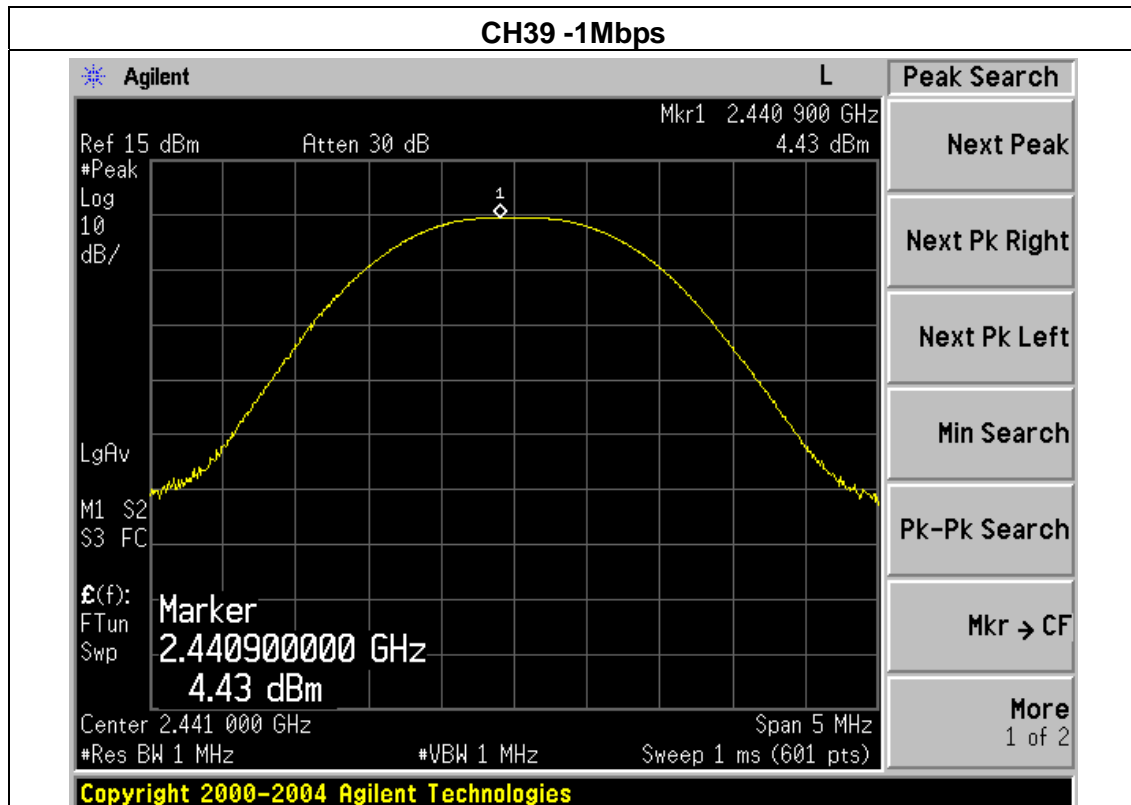 CH39 -1Mbps
Agilent L Peak Search
Mkr1 2.440 900 GHz
Ref 15 dBm Atten 30 dB 4.43 dBm
#Peak
Log
10
dB/
1
LgAv
M1 S2
S3 FC
£(f):
FTun
Swp
Marker
2.440900000 GHz
4.43 dBm
Center 2.441 000 GHz Span 5 MHz
#Res BW 1 MHz #VBW 1 MHz Sweep 1 ms (601 pts)
Next Peak
Next Pk Right
Next Pk Left
Min Search
Pk-Pk Search
Mkr → CF
More
1 of 2
Copyright 2000-2004 Agilent Technologies